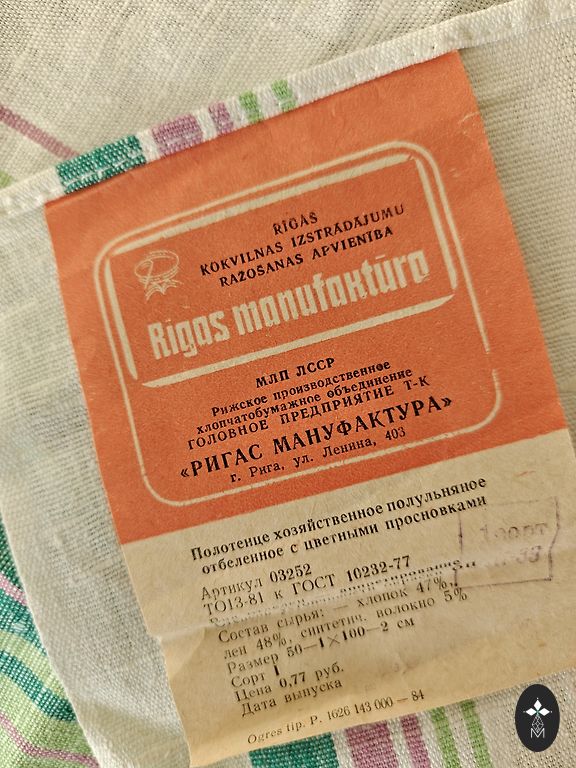 RĪGAS
KOKVILNAS IZSTRĀDĀJUMU
RAŽOŠANAS APVIENĪBA
Rīgas manufaktūra
МЛП ЛССР
Рижское производственное
хлопчатобумажное объединение
ГОЛОВНОЕ ПРЕДПРИЯТИЕ Т-К
«РИГАС МАНУФАКТУРА»
г. Рига, ул. Ленина, 403
Полотенце хозяйственное полульняное
отбеленное с цветными просновками
Артикул 03252
ТО13-81 к ГОСТ 10232-77
Состав сырья: — хлопок 47%,
лен 48%, синтетич. волокно 5%
Размер 50—1×100—2 см
Сорт I
Цена 0,77 руб.
Дата выпуска
Ogres tip. P. 1626 143 000 — 84
1 сорт
33
M